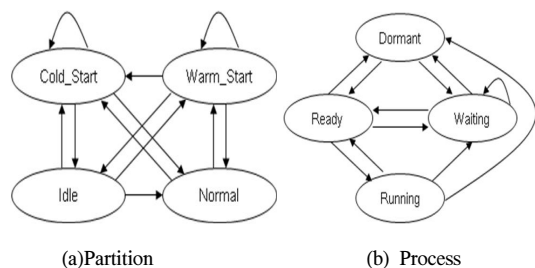 Dormant
Cold_Start Warm_Start
Ready Waiting
Idle Normal
Running
(a)Partition (b) Process